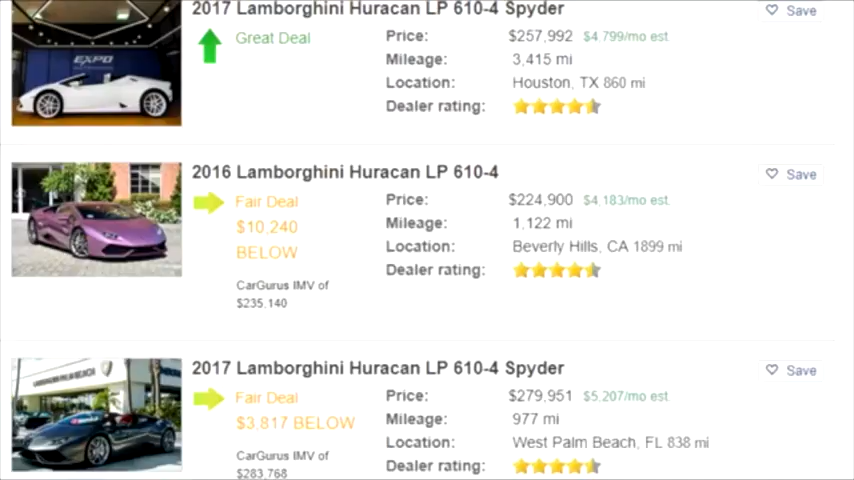 2017 Lamborghini Huracan LP 610-4 Spyder
Save
Great Deal
Price: $257,992 $4,799/mo est
Mileage: 3,415 mi
Location: Houston, TX 860 mi
Dealer rating:
EXPO
2016 Lamborghini Huracan LP 610-4
Save
Fair Deal
$10,240
BELOW
CarGurus IMV of
$235,140
Price: $224,900 $4,183/mo est
Mileage: 1,122 mi
Location: Beverly Hills, CA 1899 mi
Dealer rating:
2017 Lamborghini Huracan LP 610-4 Spyder
Save
LAMBORGHINI PALM BEACH
Fair Deal
$3,817 BELOW
CarGurus IMV of
$283,768
Price: $279,951 $5,207/mo est
Mileage: 977 mi
Location: West Palm Beach, FL 838 mi
Dealer rating: